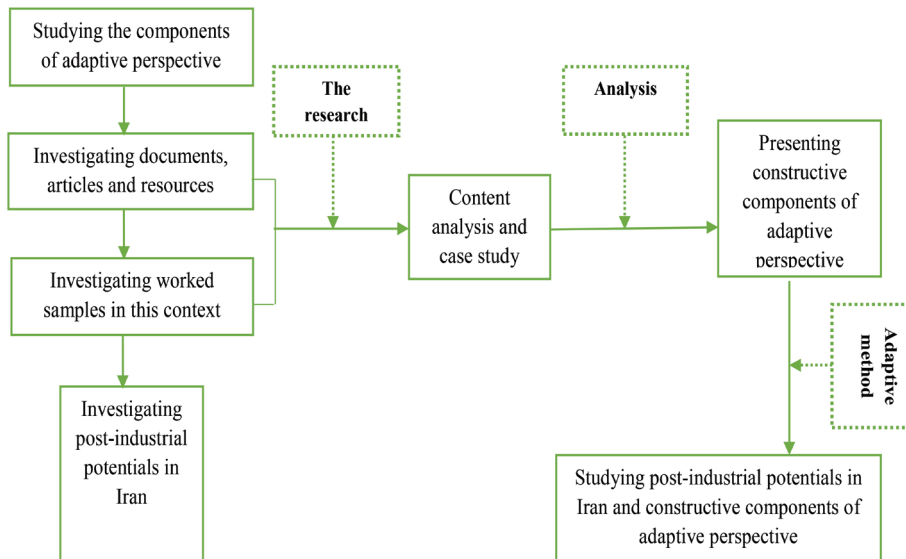 Studying the components
of adaptive perspective
Investigating documents,
articles and resources
Investigating worked
samples in this context
Investigating
post-industrial
potentials in
Iran
The
research
Content
analysis and
case study
Analysis
Presenting
constructive
components of
adaptive
perspective
Adaptive
method
Studying post-industrial potentials in
Iran and constructive components of
adaptive perspective